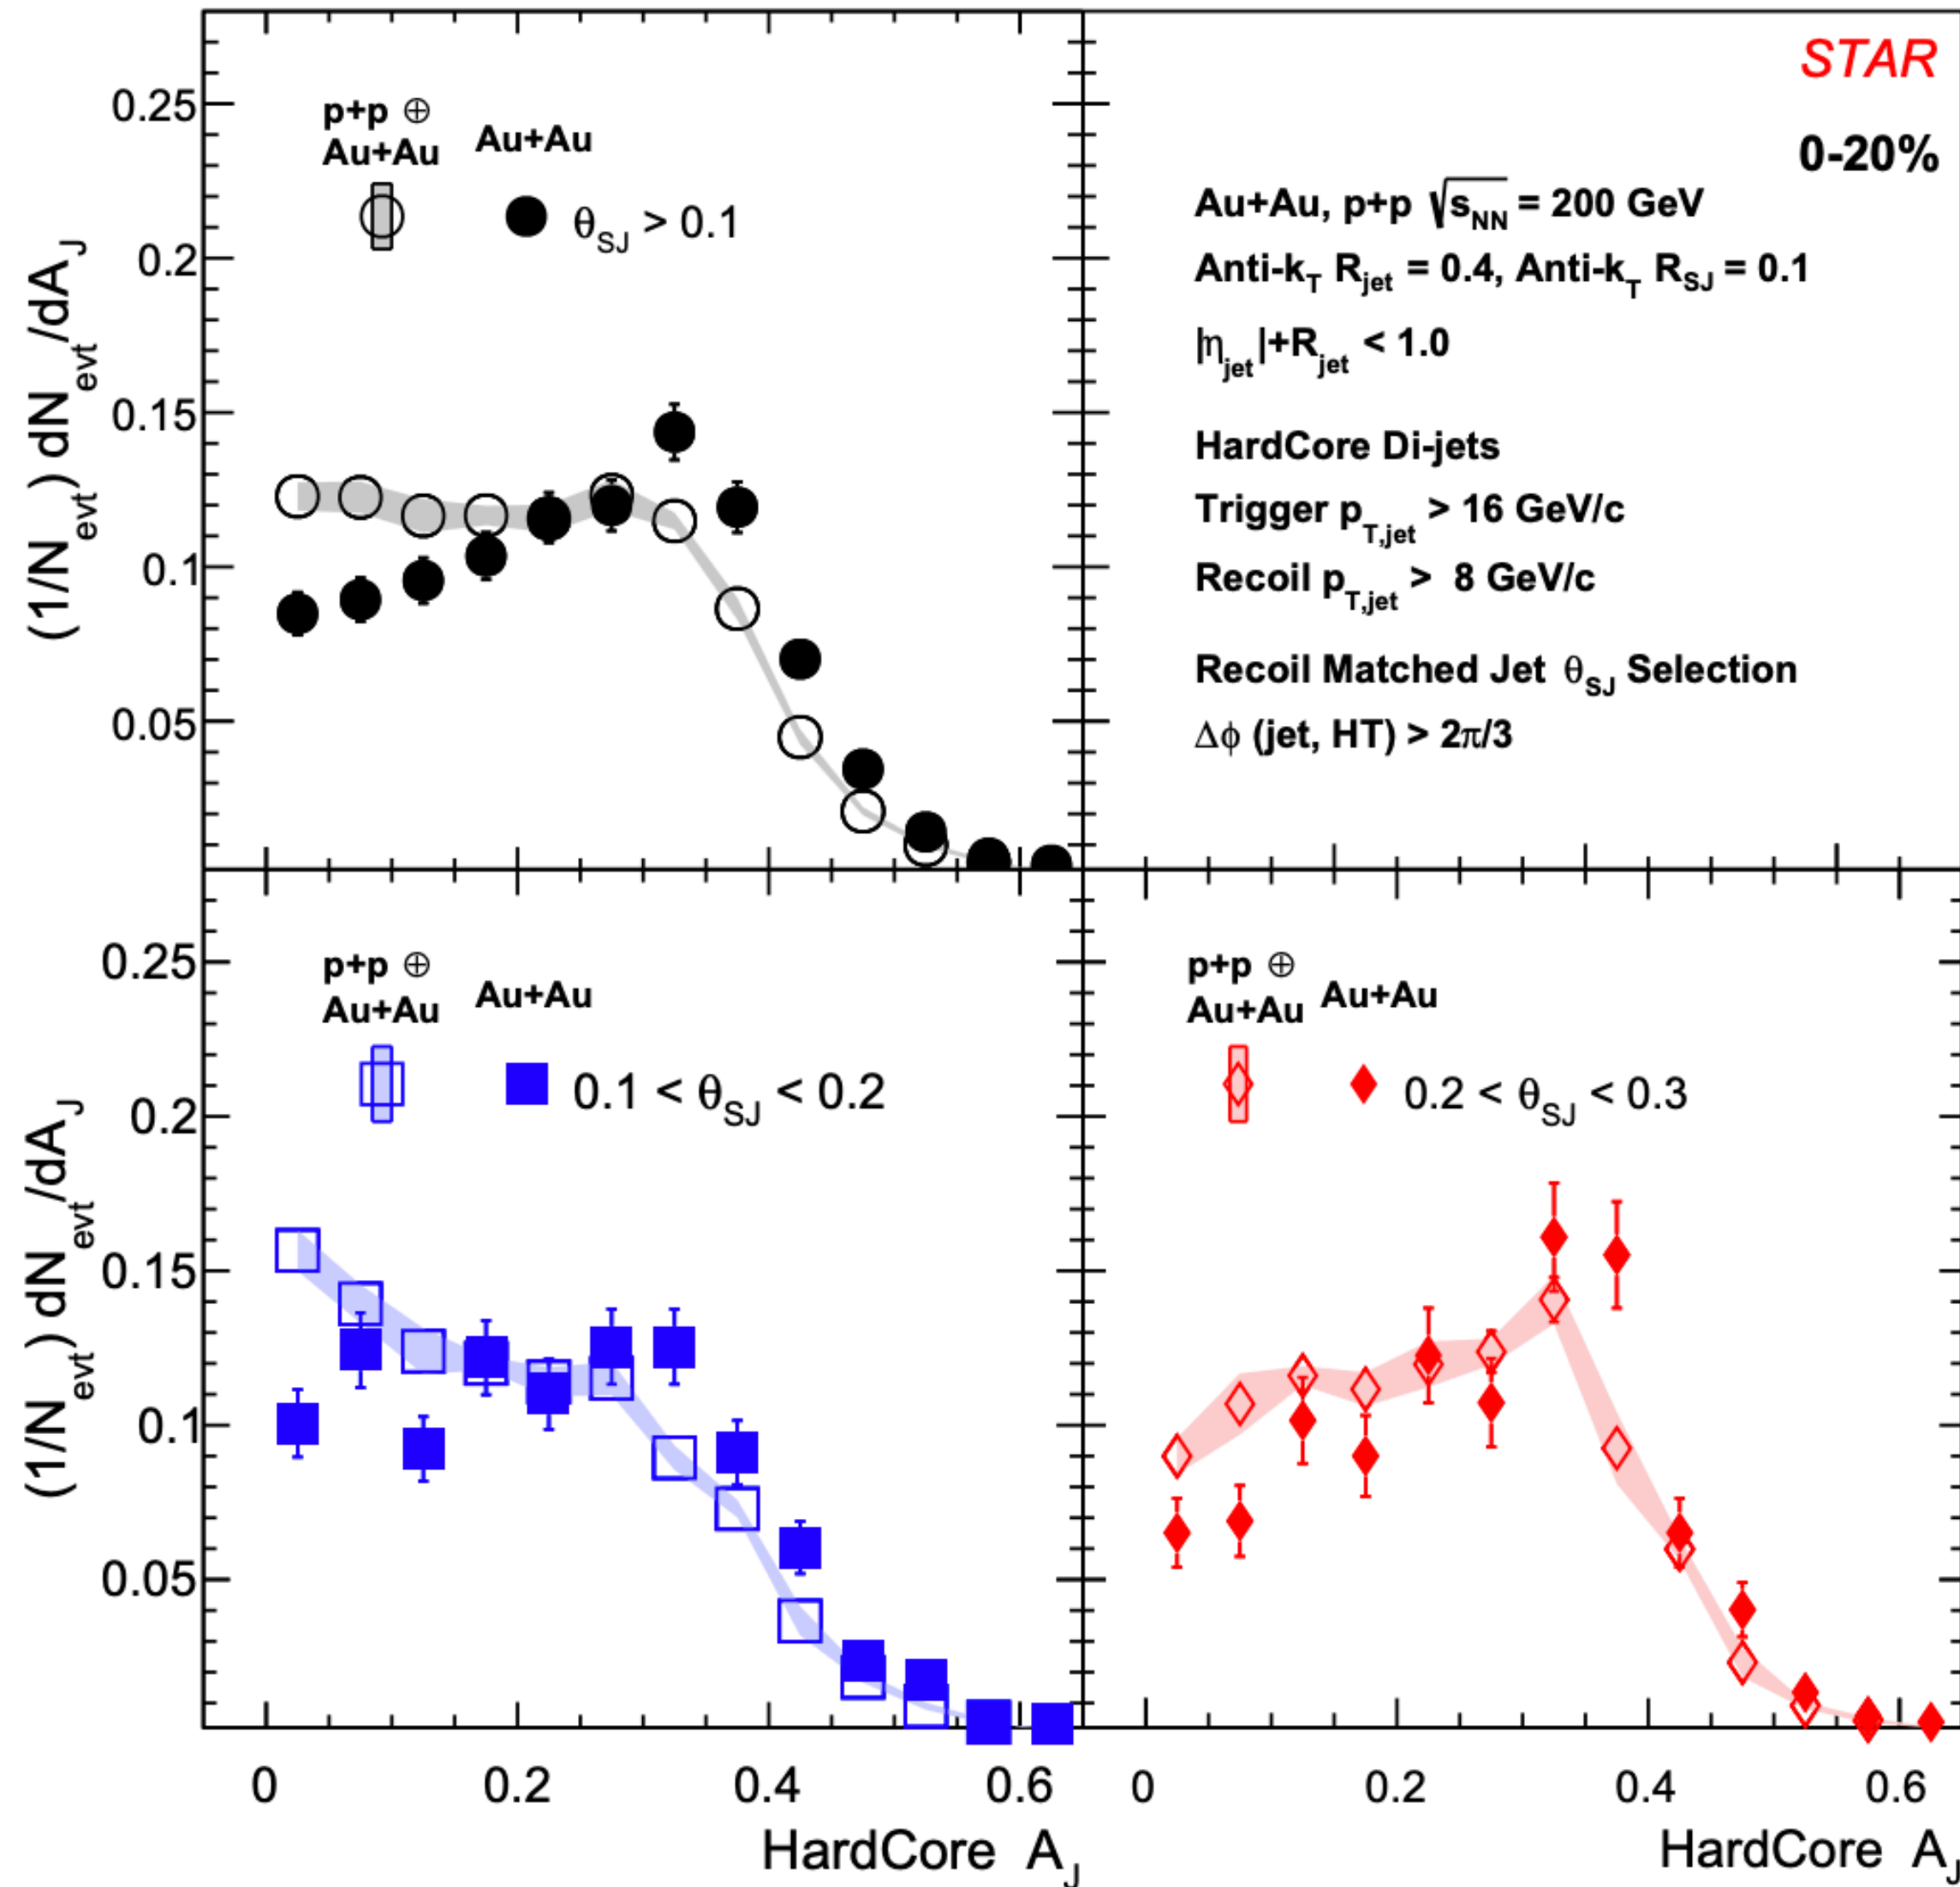 STAR
0-20%
p+p ⊕
Au+Au
Au+Au
θ_SJ > 0.1
0.25
0.2
0.15
0.1
0.05
(1/N_evt) dN_evt/dA_J
Au+Au, p+p √s_NN = 200 GeV
Anti-k_T R_jet = 0.4, Anti-k_T R_SJ = 0.1
|η_jet|+R_jet < 1.0
HardCore Di-jets
Trigger p_T,jet > 16 GeV/c
Recoil p_T,jet > 8 GeV/c
Recoil Matched Jet θ_SJ Selection
Δϕ (jet, HT) > 2π/3
p+p ⊕
Au+Au
Au+Au
0.1 < θ_SJ < 0.2
0.25
0.2
0.15
0.1
0.05
(1/N_evt) dN_evt/dA_J
0 0.2 0.4 0.6
HardCore A_J
p+p ⊕
Au+Au
Au+Au
0.2 < θ_SJ < 0.3
0 0.2 0.4 0.6
HardCore A_J